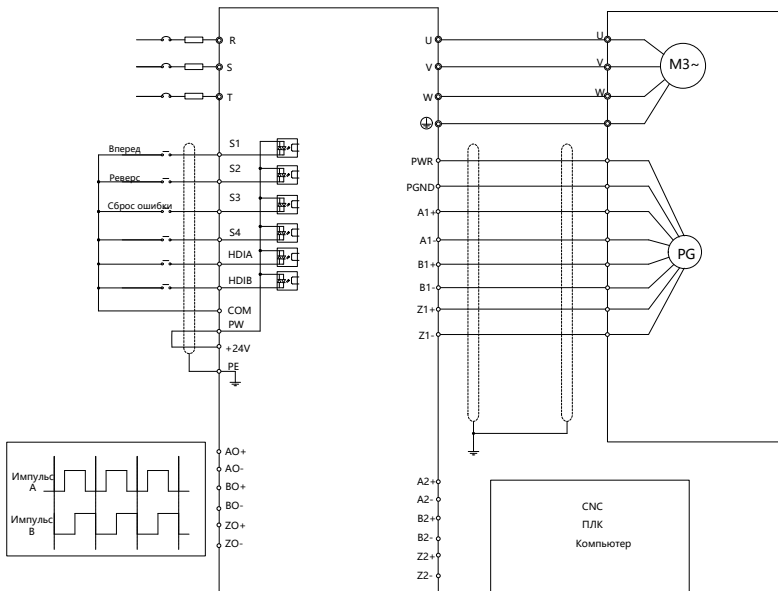 R
S
T
U
V
W
U
V
W
M3~
Вперед
Реверс
Сброс ошибки
S1
S2
S3
S4
HDIA
HDIB
COM
PW
+24V
PE
PWR
PGND
A1+
A1-
B1+
B1-
Z1+
Z1-
PG
Импульс
A
Импульс
B
AO+
AO-
BO+
BO-
ZO+
ZO-
A2+
A2-
B2+
B2-
Z2+
Z2-
CNC
ПЛК
Компьютер